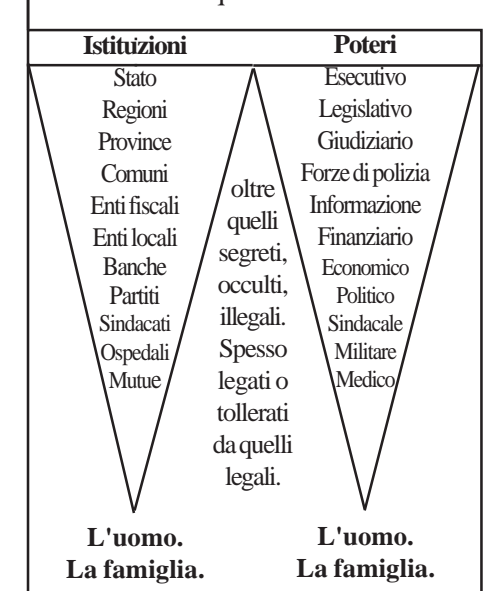 Istituzioni
Stato
Regioni
Province
Comuni
Enti fiscali
Enti locali
Banche
Partiti
Sindacati
Ospedali
Mutue
L'uomo.
La famiglia.
oltre
quelli
segreti,
occulti,
illegali.
Spesso
legati o
tollerati
da quelli
legali.
Poteri
Esecutivo
Legislativo
Giudiziario
Forze di polizia
Informazione
Finanziario
Economico
Politico
Sindacale
Militare
Medico
L'uomo.
La famiglia.